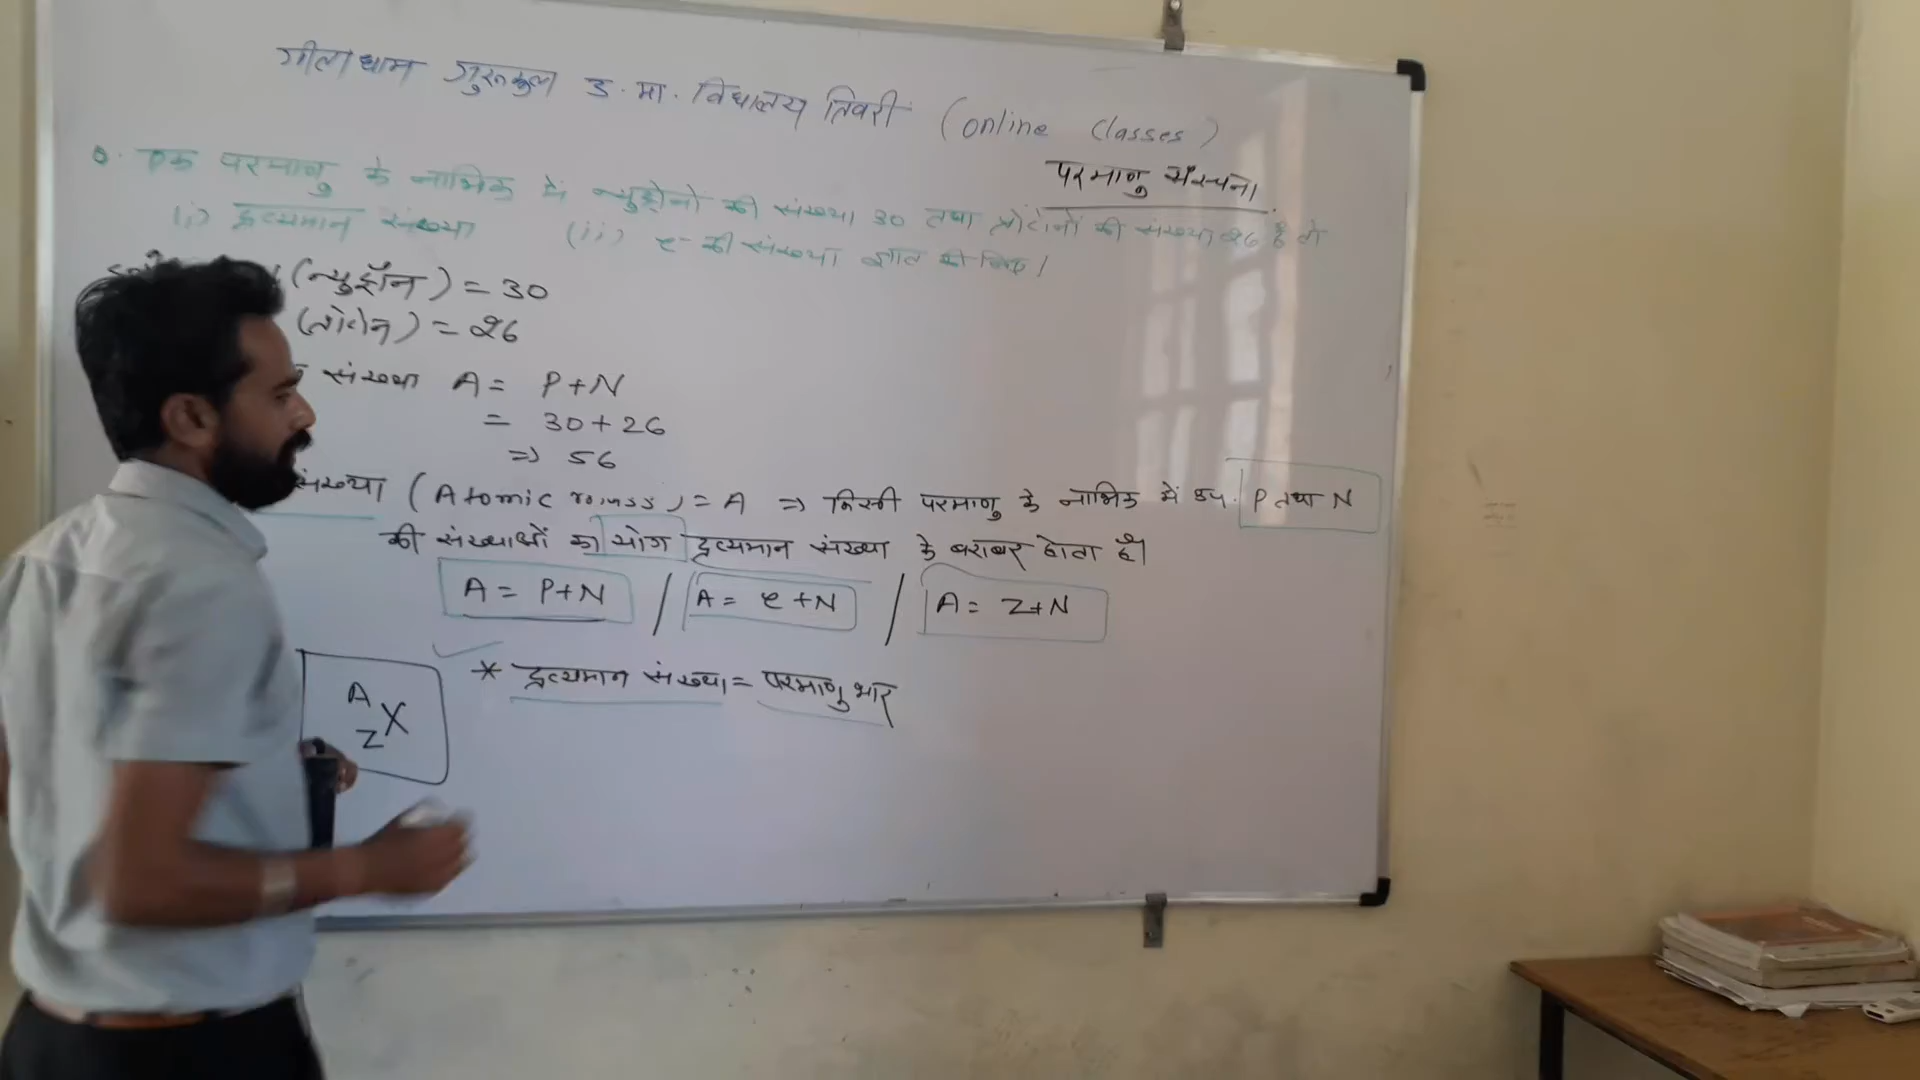 गीताधाम गुरुकुल उ. मा. विधालय तिवरी (online Classes)
परमाणु संरचना
Q. एक परमाणु के नाभिक में न्युट्रोनों की संख्या 30 तथा प्रोटोनों की संख्या 26 है तो
(i) द्रव्यमान संख्या (ii) e- की संख्या ज्ञात कीजिए।
(न्युट्रॉन) = 30
(प्रोटोन) = 26
संख्या A = P+N
= 30+26
=> 56
संख्या (Atomic mass) = A => किसी परमाणु के नाभिक में उप. P तथा N
की संख्याओं का योग द्रव्यमान संख्या के बराबर होता है।
A = P+N / A = e+N / A = Z+N
A
Z X
* द्रव्यमान संख्या = परमाणु भार